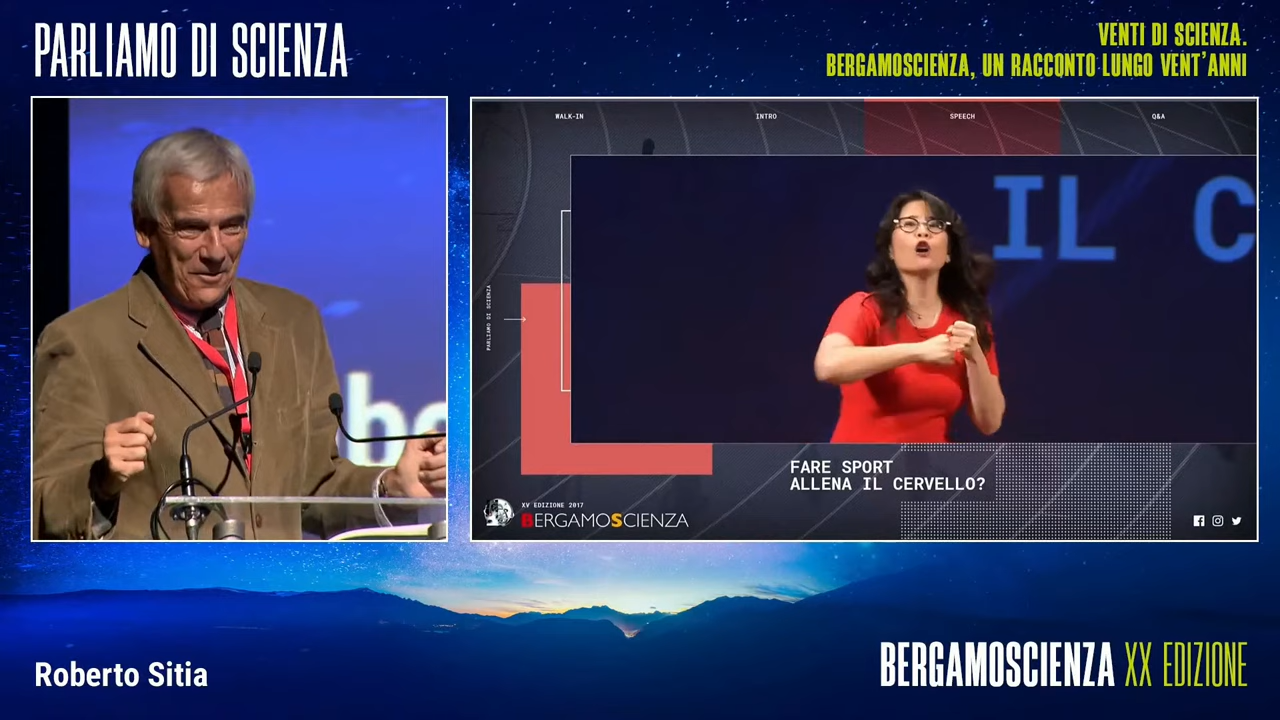 PARLIAMO DI SCIENZA
VENTI DI SCIENZA.
BERGAMOSCIENZA, UN RACCONTO LUNGO VENT'ANNI
WALK-IN
INTRO
SPEECH
Q&A
IL C
PARLIAMO DI SCIENZA
FARE SPORT
ALLENA IL CERVELLO?
XV EDIZIONE 2017
BERGAMOSCIENZA
Roberto Sitia
BERGAMOSCIENZA XX EDIZIONE